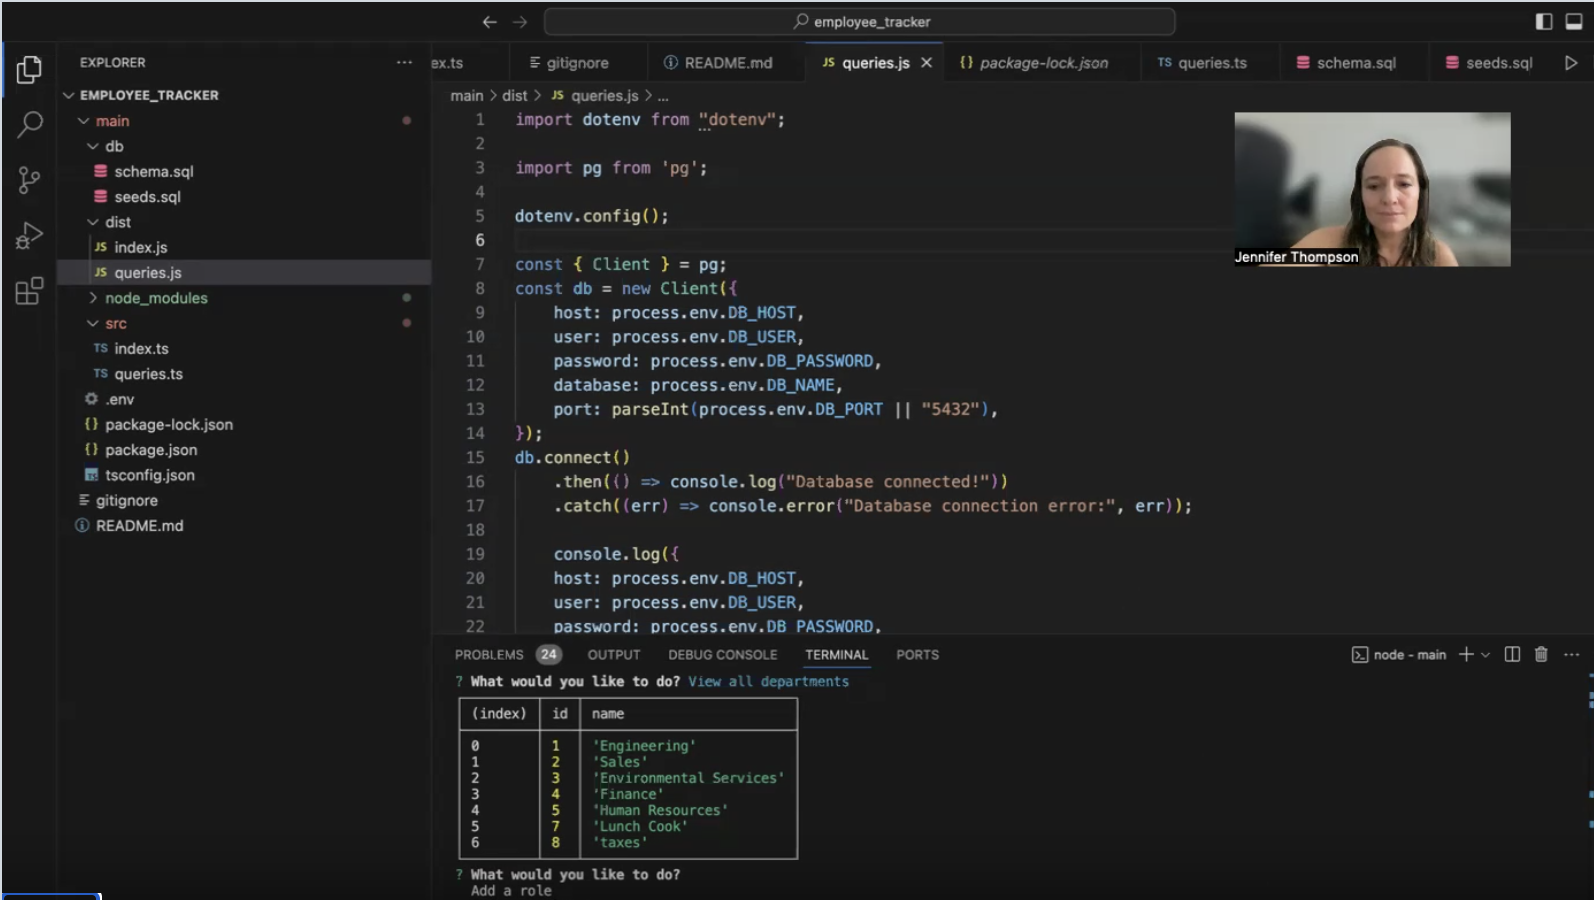 employee_tracker
EXPLORER
ex.ts
gitignore
README.md
JS queries.js
{} package-lock.json
TS queries.ts
schema.sql
seeds.sql
EMPLOYEE_TRACKER
main
db
schema.sql
seeds.sql
dist
JS index.js
JS queries.js
node_modules
src
TS index.ts
TS queries.ts
.env
{} package-lock.json
{} package.json
tsconfig.json
gitignore
README.md
main > dist > JS queries.js > ...
1 import dotenv from "dotenv";
2
3 import pg from 'pg';
4
5 dotenv.config();
6
7 const { Client } = pg;
8 const db = new Client({
9 host: process.env.DB_HOST,
10 user: process.env.DB_USER,
11 password: process.env.DB_PASSWORD,
12 database: process.env.DB_NAME,
13 port: parseInt(process.env.DB_PORT || "5432"),
14 });
15 db.connect()
16 .then(() => console.log("Database connected!"))
17 .catch((err) => console.error("Database connection error:", err));
18
19 console.log({
20 host: process.env.DB_HOST,
21 user: process.env.DB_USER,
22 password: process.env.DB_PASSWORD,
Jennifer Thompson
PROBLEMS 24 OUTPUT DEBUG CONSOLE TERMINAL PORTS
node - main
? What would you like to do? View all departments
(index) id name
0 1 'Engineering'
1 2 'Sales'
2 3 'Environmental Services'
3 4 'Finance'
4 5 'Human Resources'
5 7 'Lunch Cook'
6 8 'taxes'
? What would you like to do?
Add a role